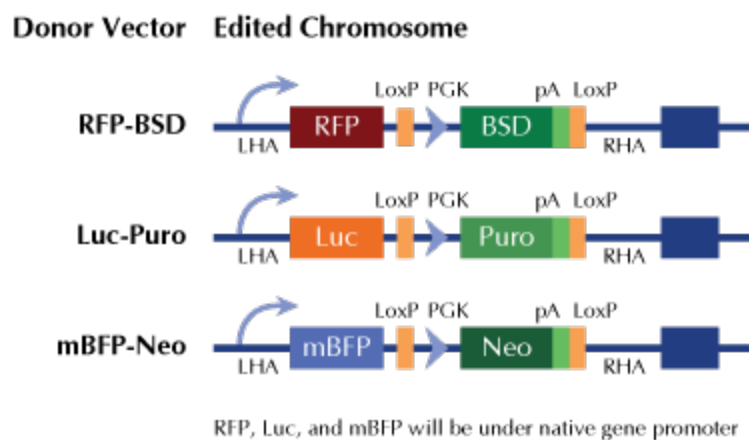 Donor Vector Edited Chromosome
LoxP PGK pA LoxP
RFP-BSD RFP BSD
LHA RHA
LoxP PGK pA LoxP
Luc-Puro Luc Puro
LHA RHA
LoxP PGK pA LoxP
mBFP-Neo mBFP Neo
LHA RHA
RFP, Luc, and mBFP will be under native gene promoter